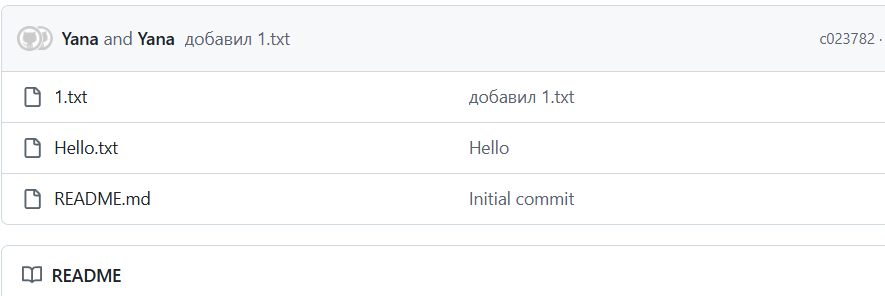 Yana and Yana добавил 1.txt c023782 ·
1.txt добавил 1.txt
Hello.txt Hello
README.md Initial commit
README